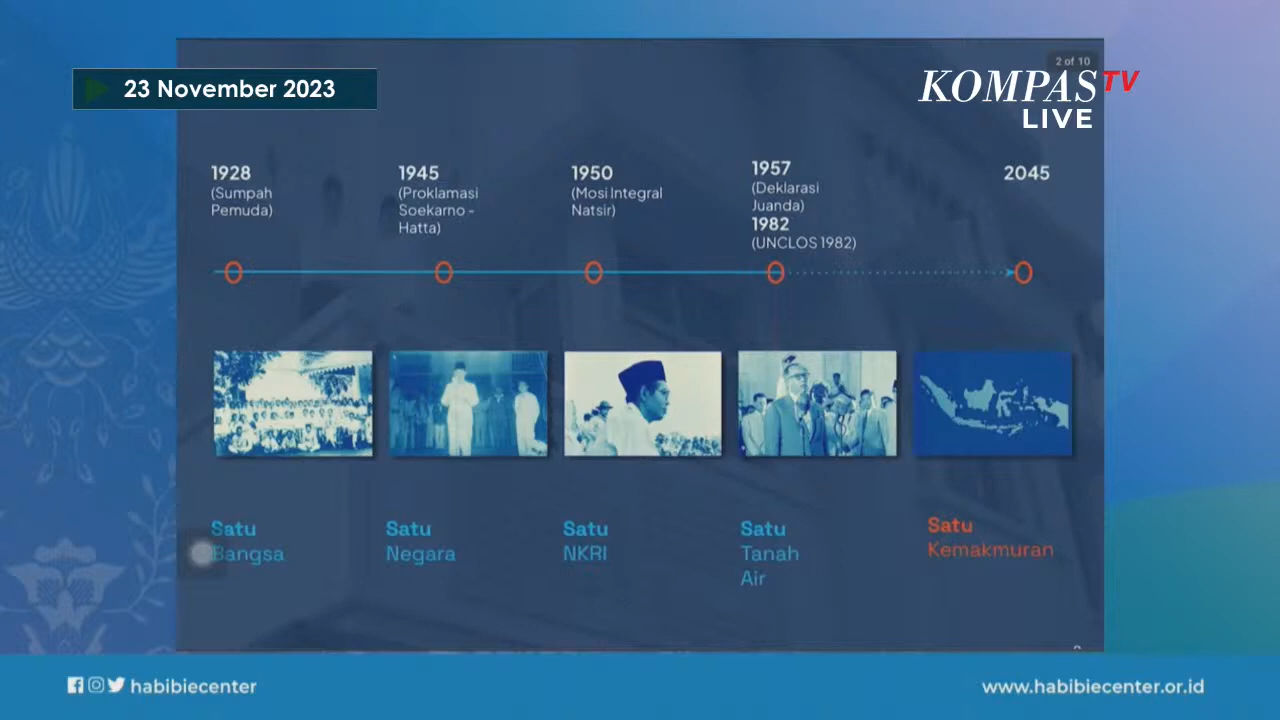 23 November 2023
2 of 10
KOMPAS TV
LIVE
1928
(Sumpah
Pemuda)
1945
(Proklamasi
Soekarno -
Hatta)
1950
(Mosi Integral
Natsir)
1957
(Deklarasi
Juanda)
1982
(UNCLOS 1982)
2045
Satu
Bangsa
Satu
Negara
Satu
NKRI
Satu
Tanah
Air
Satu
Kemakmuran
habibiecenter
www.habibiecenter.or.id